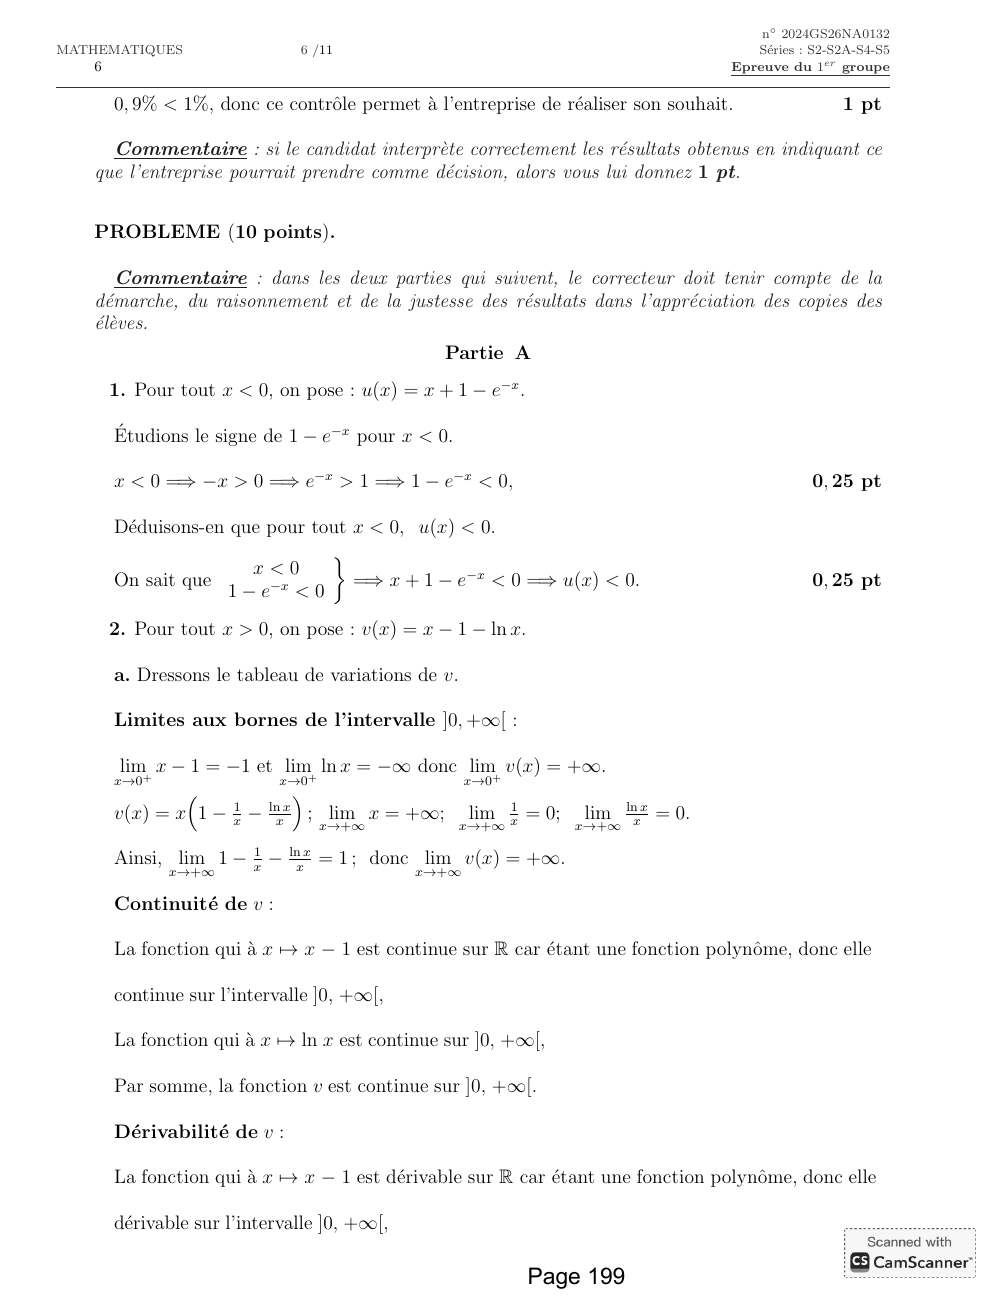 n° 2024GS26NA0132
MATHEMATIQUES 6 /11 Séries : S2-S2A-S4-S5
6 Epreuve du 1er groupe
0, 9% < 1%, donc ce contrôle permet à l'entreprise de réaliser son souhait. 1 pt
Commentaire : si le candidat interprète correctement les résultats obtenus en indiquant ce
que l'entreprise pourrait prendre comme décision, alors vous lui donnez 1 pt.
PROBLEME (10 points).
Commentaire : dans les deux parties qui suivent, le correcteur doit tenir compte de la
démarche, du raisonnement et de la justesse des résultats dans l'appréciation des copies des
élèves.
Partie A
1. Pour tout x < 0, on pose : u(x) = x + 1 − e^{−x}.
Étudions le signe de 1 − e^{−x} pour x < 0.
x < 0 ⟹ −x > 0 ⟹ e^{−x} > 1 ⟹ 1 − e^{−x} < 0, 0, 25 pt
Déduisons-en que pour tout x < 0, u(x) < 0.
On sait que x < 0
1 − e^{−x} < 0 } ⟹ x + 1 − e^{−x} < 0 ⟹ u(x) < 0. 0, 25 pt
2. Pour tout x > 0, on pose : v(x) = x − 1 − ln x.
a. Dressons le tableau de variations de v.
Limites aux bornes de l'intervalle ]0, +∞[ :
lim_{x→0+} x − 1 = −1 et lim_{x→0+} ln x = −∞ donc lim_{x→0+} v(x) = +∞.
v(x) = x(1 − 1/x − ln x/x) ; lim_{x→+∞} x = +∞; lim_{x→+∞} 1/x = 0; lim_{x→+∞} ln x/x = 0.
Ainsi, lim_{x→+∞} 1 − 1/x − ln x/x = 1 ; donc lim_{x→+∞} v(x) = +∞.
Continuité de v :
La fonction qui à x ↦ x − 1 est continue sur ℝ car étant une fonction polynôme, donc elle
continue sur l'intervalle ]0, +∞[,
La fonction qui à x ↦ ln x est continue sur ]0, +∞[,
Par somme, la fonction v est continue sur ]0, +∞[.
Dérivabilité de v :
La fonction qui à x ↦ x − 1 est dérivable sur ℝ car étant une fonction polynôme, donc elle
dérivable sur l'intervalle ]0, +∞[,
Scanned with
CS CamScanner™
Page 199